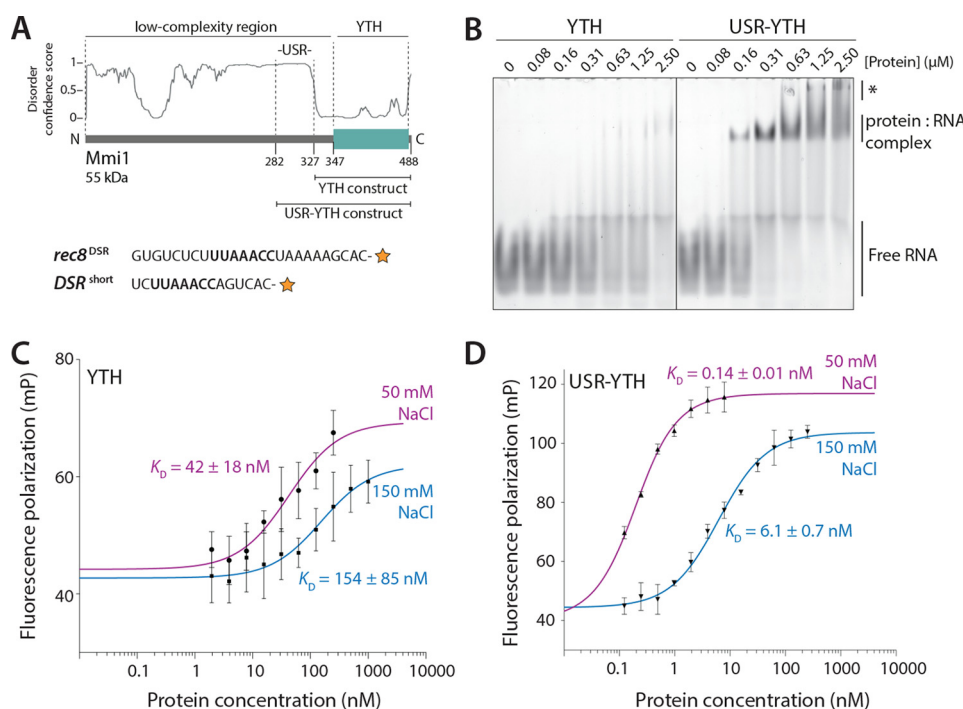 A
low-complexity region
YTH
-USR-
Disorder
confidence score
1
0.5
0
N
C
Mmi1
55 kDa
282
327
347
488
YTH construct
USR-YTH construct
rec8DSR
GUGUCUCUUUAAACCUAAAAAGCAC-
DSRshort
UCUUAAACCAGUCAC-
B
YTH
USR-YTH
0
0.08
0.16
0.31
0.63
1.25
2.50
0
0.08
0.16
0.31
0.63
1.25
2.50
[Protein] (μM)
*
protein : RNA
complex
Free RNA
C
YTH
Fluorescence polarization (mP)
80
60
40
50 mM
NaCl
KD = 42 ± 18 nM
150 mM
NaCl
KD = 154 ± 85 nM
0.1
1
10
100
1000
10000
Protein concentration (nM)
D
USR-YTH
Fluorescence polarization (mP)
120
100
80
60
40
50 mM
NaCl
KD = 0.14 ± 0.01 nM
150 mM
NaCl
KD = 6.1 ± 0.7 nM
0.1
1
10
100
1000
10000
Protein concentration (nM)